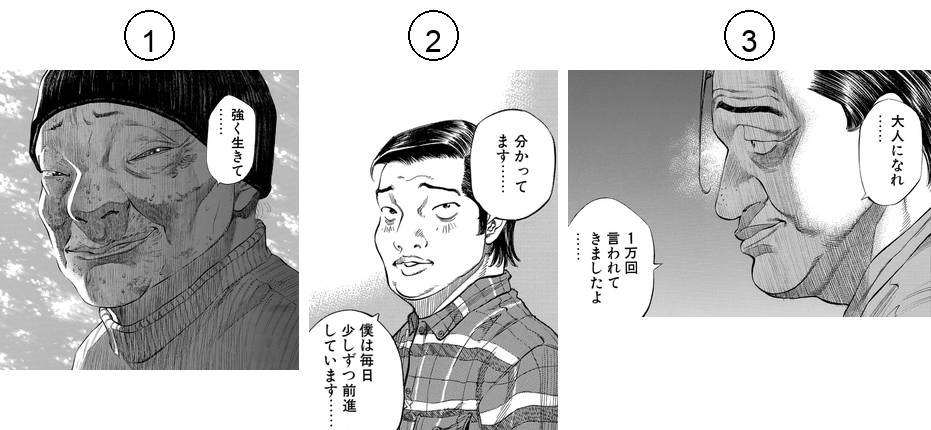 1
2
3
強く生きて
……
分かって
ます……
僕は毎日
少しずつ前進
しています……
大人になれ
……
1万回
言われて
きましたよ
……